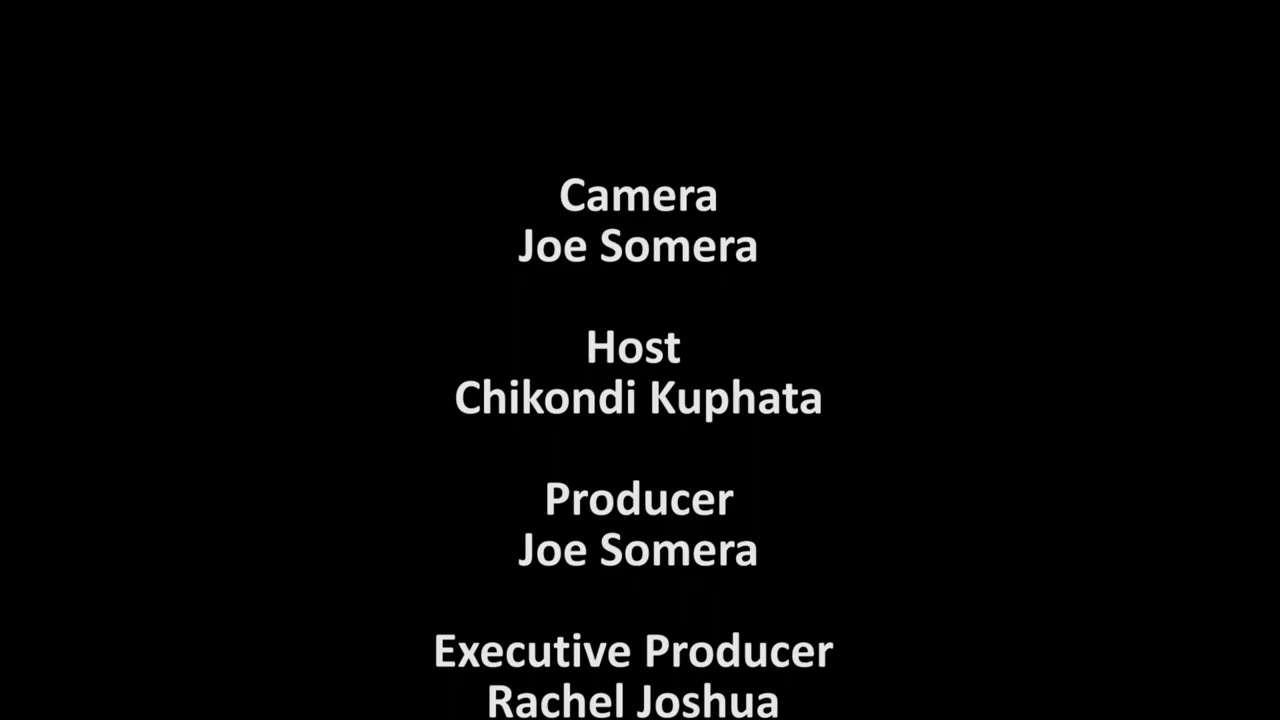 Camera
Joe Somera
Host
Chikondi Kuphata
Producer
Joe Somera
Executive Producer
Rachel Joshua